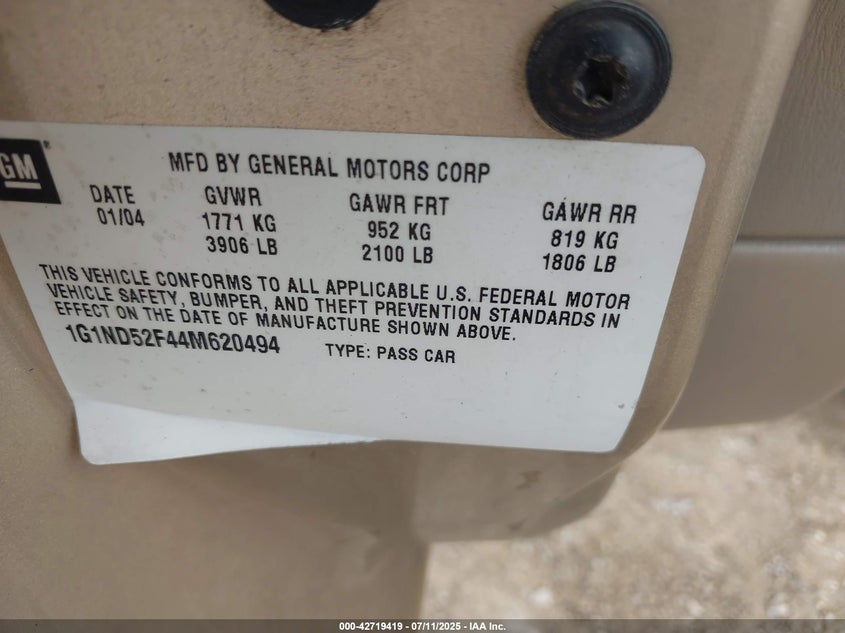 GM®
MFD BY GENERAL MOTORS CORP
DATE GVWR GAWR FRT GAWR RR
01/04 1771 KG 952 KG 819 KG
3906 LB 2100 LB 1806 LB
THIS VEHICLE CONFORMS TO ALL APPLICABLE U.S. FEDERAL MOTOR
VEHICLE SAFETY, BUMPER, AND THEFT PREVENTION STANDARDS IN
EFFECT ON THE DATE OF MANUFACTURE SHOWN ABOVE.
1G1ND52F44M620494 TYPE: PASS CAR
000-42719419 - 07/11/2025 - IAA Inc.